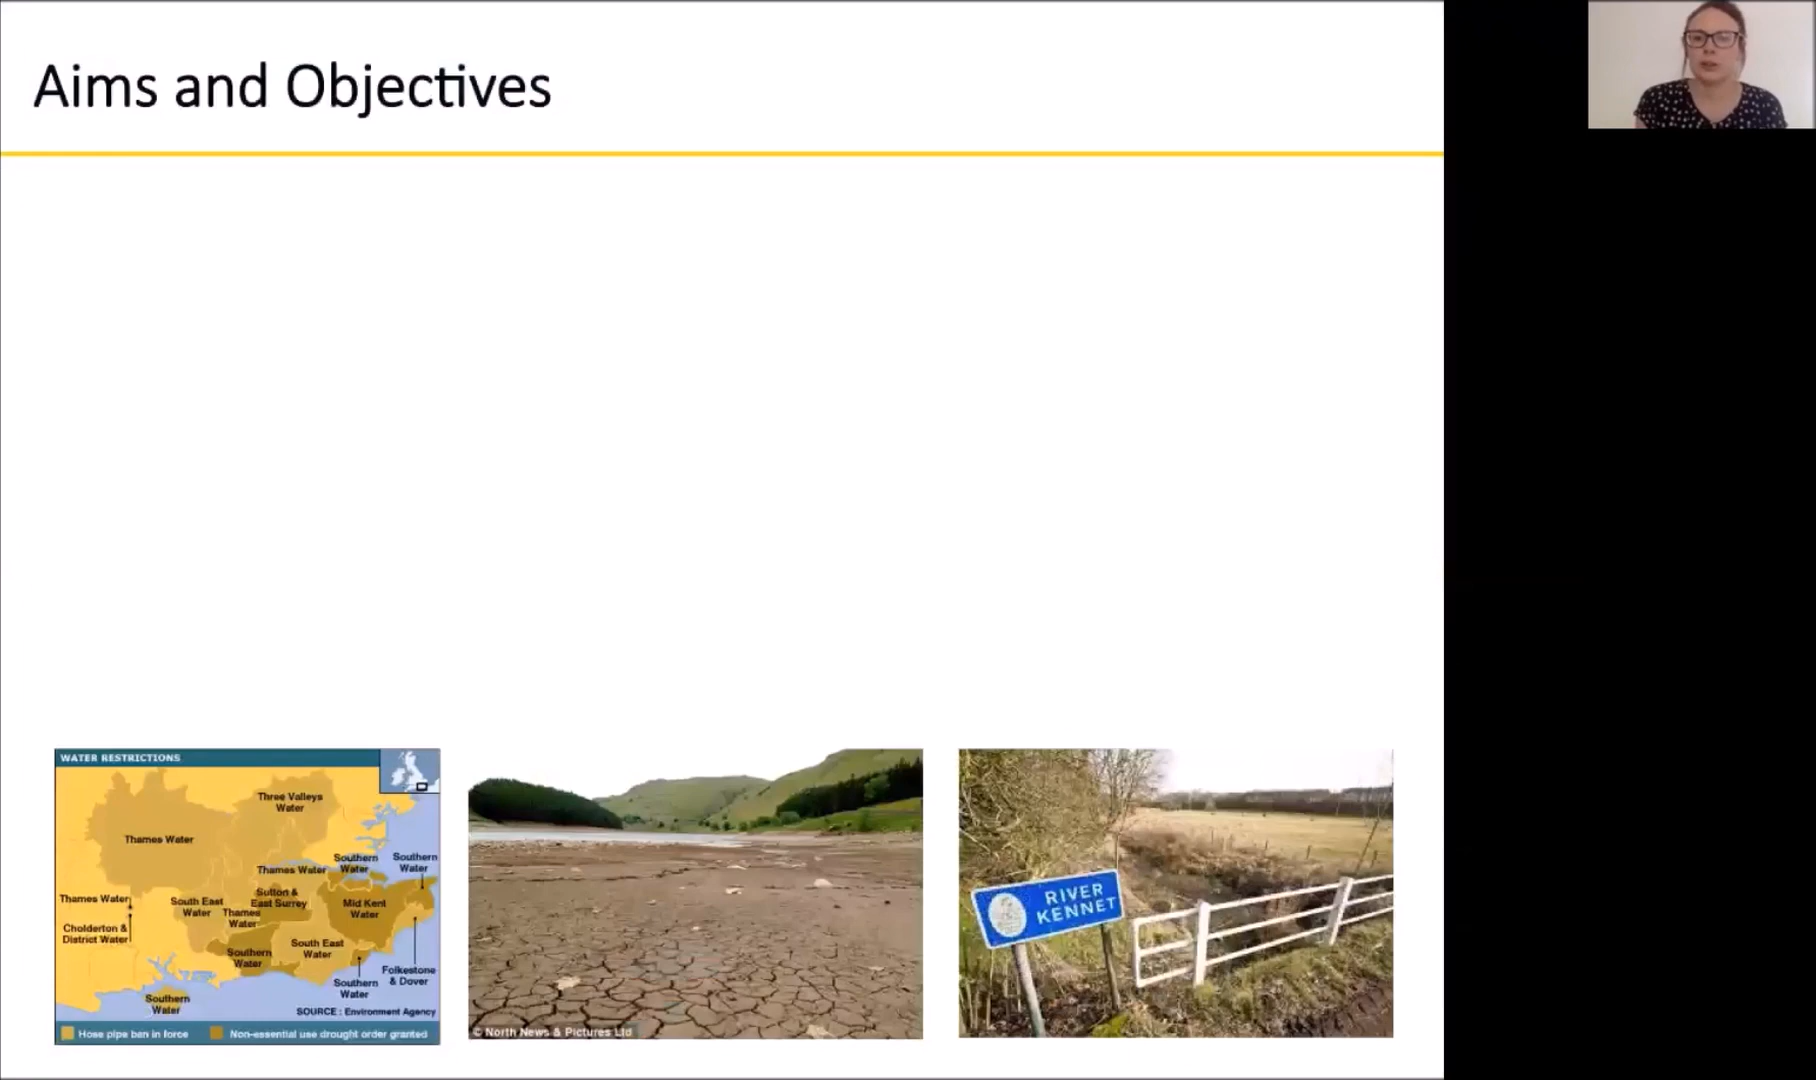 Aims and Objectives
WATER RESTRICTIONS
Three Valleys
Water
Thames Water
Southern
Water
Southern
Water
Thames Water
Sutton &
East Surrey
Thames Water
South East
Water
Thames
Water
Mid Kent
Water
Cholderton &
District Water
Southern
Water
South East
Water
Folkestone
& Dover
Southern
Water
Southern
Water
SOURCE : Environment Agency
Hose pipe ban in force
Non-essential use drought order granted
© North News & Pictures Ltd
RIVER
KENNET